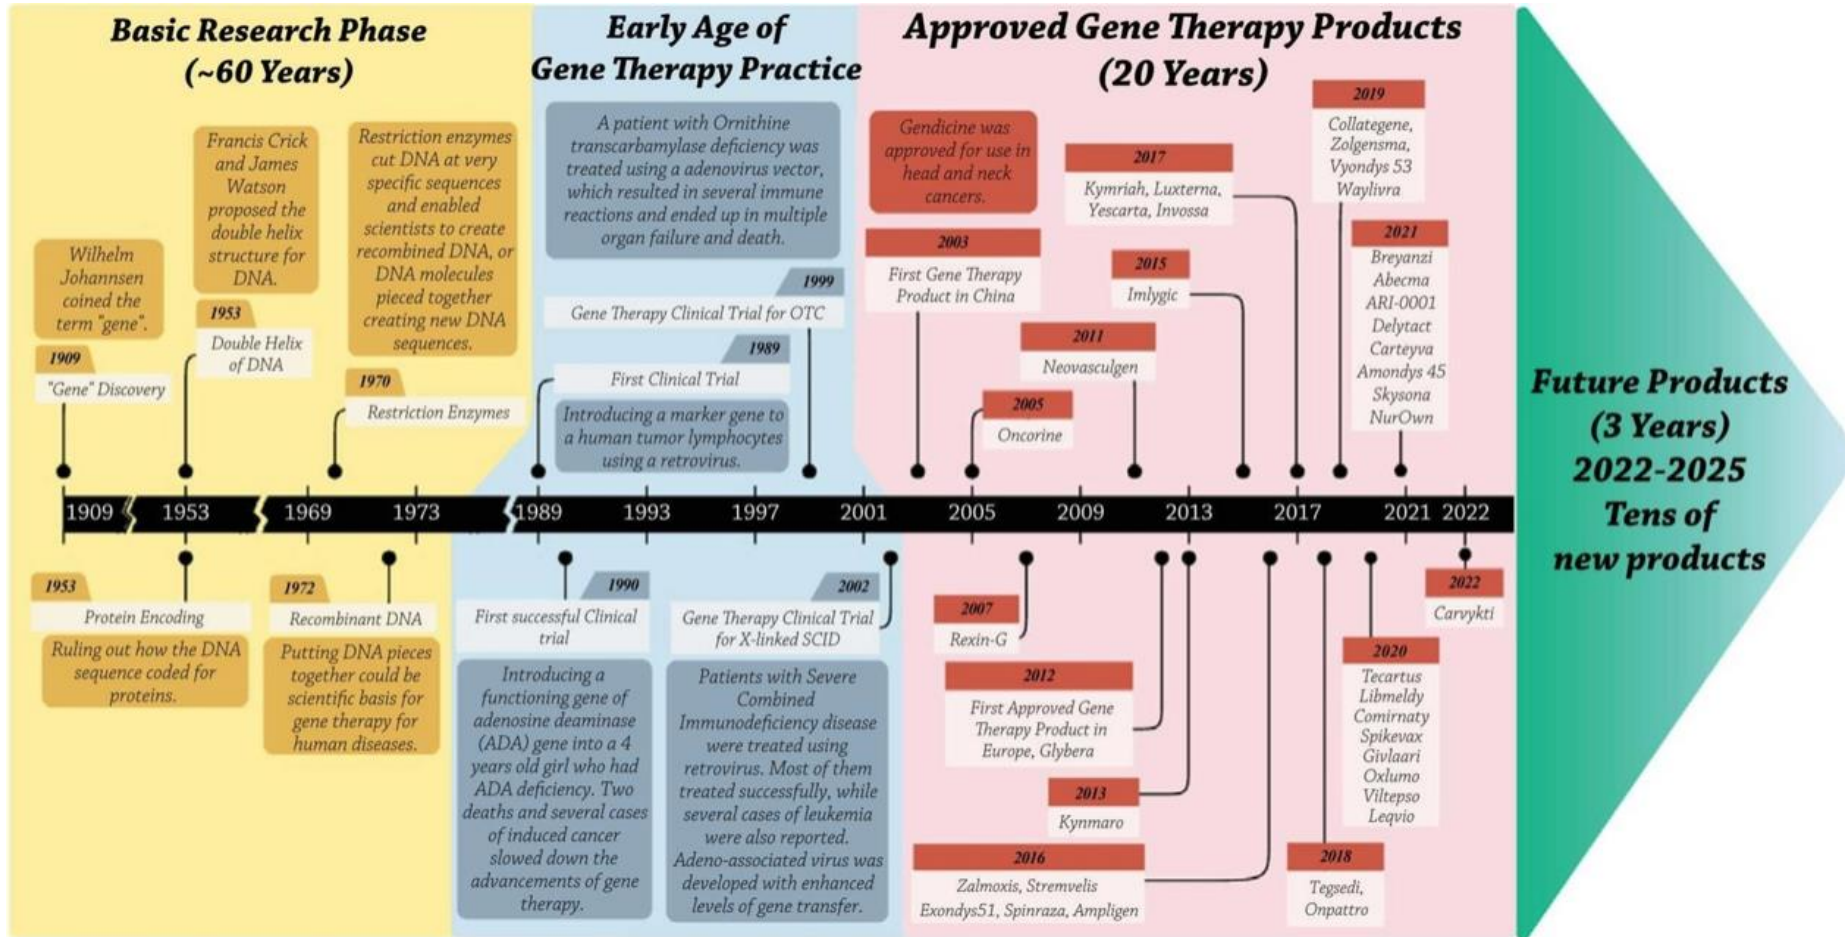 Basic Research Phase
(~60 Years)
Wilhelm
Johannsen
coined the
term "gene".
1909
"Gene" Discovery
Francis Crick
and James
Watson
proposed the
double helix
structure for
DNA.
1953
Double Helix
of DNA
Restriction enzymes
cut DNA at very
specific sequences
and enabled
scientists to create
recombined DNA, or
DNA molecules
pieced together
creating new DNA
sequences.
1970
Restriction Enzymes
Early Age of
Gene Therapy Practice
A patient with Ornithine
transcarbamylase deficiency was
treated using a adenovirus vector,
which resulted in several immune
reactions and ended up in multiple
organ failure and death.
1999
Gene Therapy Clinical Trial for OTC
1989
First Clinical Trial
Introducing a marker gene to
a human tumor lymphocytes
using a retrovirus.
Approved Gene Therapy Products
(20 Years)
Gendicine was
approved for use in
head and neck
cancers.
2003
First Gene Therapy
Product in China
2005
Oncorine
2011
Neovasculgen
2015
Imlygic
2017
Kymriah, Luxterna,
Yescarta, Invossa
2019
Collategene,
Zolgensma,
Vyondys 53
Waylivra
2021
Breyanzi
Abecma
ARI-0001
Delytact
Carteyva
Amondys 45
Skysona
NurOwn
1909 1953 1969 1973 1989 1993 1997 2001 2005 2009 2013 2017 2021 2022
1953
Protein Encoding
Ruling out how the DNA
sequence coded for
proteins.
1972
Recombinant DNA
Putting DNA pieces
together could be
scientific basis for
gene therapy for
human diseases.
1990
First successful Clinical
trial
Introducing a
functioning gene of
adenosine deaminase
(ADA) gene into a 4
years old girl who had
ADA deficiency. Two
deaths and several cases
of induced cancer
slowed down the
advancements of gene
therapy.
2002
Gene Therapy Clinical Trial
for X-linked SCID
Patients with Severe
Combined
Immunodeficiency disease
were treated using
retrovirus. Most of them
treated successfully, while
several cases of leukemia
were also reported.
Adeno-associated virus was
developed with enhanced
levels of gene transfer.
2007
Rexin-G
2012
First Approved Gene
Therapy Product in
Europe, Glybera
2013
Kynmaro
2016
Zalmoxis, Stremvelis
Exondys51, Spinraza, Ampligen
2018
Tegsedi,
Onpattro
2020
Tecartus
Libmeldy
Comirnaty
Spikevax
Givlaari
Oxlumo
Viltepso
Leqvio
2022
Carvykti
Future Products
(3 Years)
2022-2025
Tens of
new products